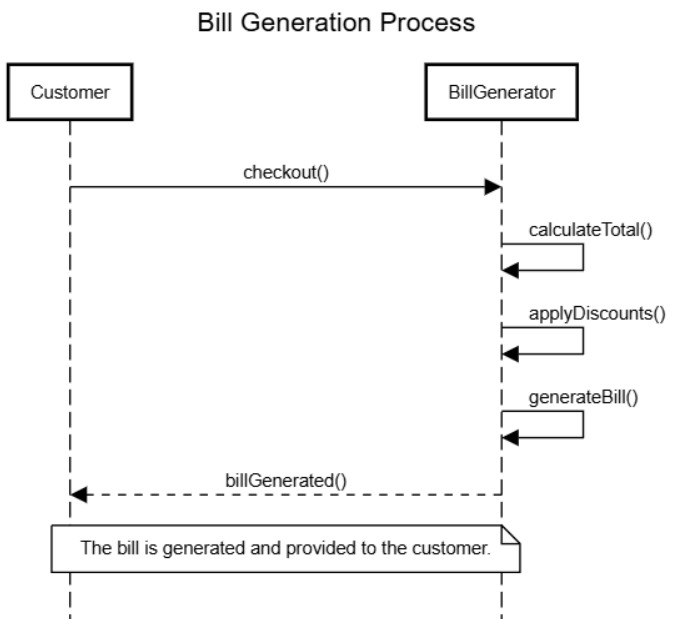 Bill Generation Process
Customer
BillGenerator
checkout()
calculateTotal()
applyDiscounts()
generateBill()
billGenerated()
The bill is generated and provided to the customer.